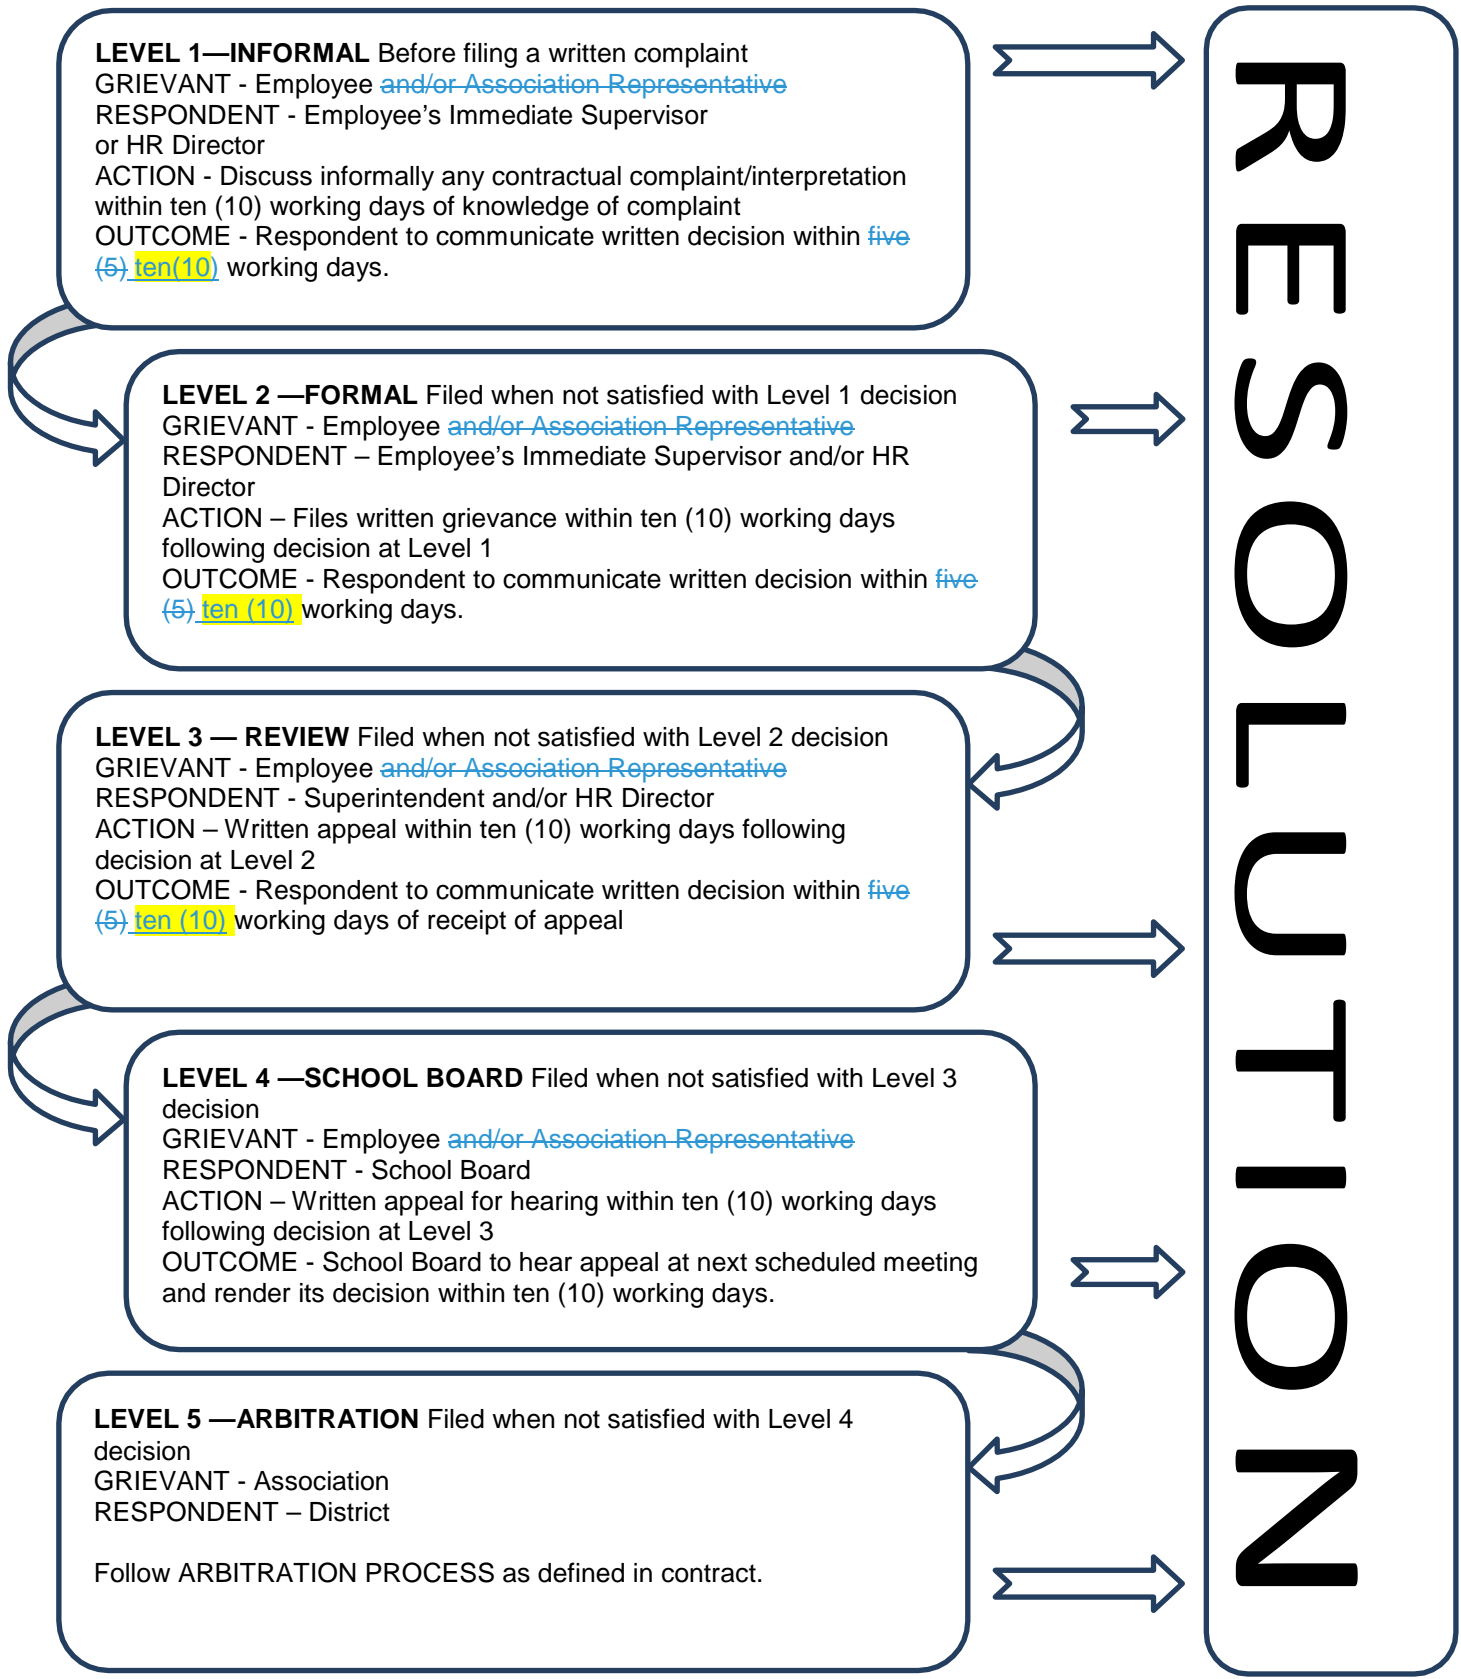 LEVEL 1—INFORMAL Before filing a written complaint
GRIEVANT - Employee and/or Association Representative
RESPONDENT - Employee’s Immediate Supervisor
or HR Director
ACTION - Discuss informally any contractual complaint/interpretation
within ten (10) working days of knowledge of complaint
OUTCOME - Respondent to communicate written decision within five
(5) ten(10) working days.
LEVEL 2 —FORMAL Filed when not satisfied with Level 1 decision
GRIEVANT - Employee and/or Association Representative
RESPONDENT – Employee’s Immediate Supervisor and/or HR
Director
ACTION – Files written grievance within ten (10) working days
following decision at Level 1
OUTCOME - Respondent to communicate written decision within five
(5) ten (10) working days.
LEVEL 3 — REVIEW Filed when not satisfied with Level 2 decision
GRIEVANT - Employee and/or Association Representative
RESPONDENT - Superintendent and/or HR Director
ACTION – Written appeal within ten (10) working days following
decision at Level 2
OUTCOME - Respondent to communicate written decision within five
(5) ten (10) working days of receipt of appeal
LEVEL 4 —SCHOOL BOARD Filed when not satisfied with Level 3
decision
GRIEVANT - Employee and/or Association Representative
RESPONDENT - School Board
ACTION – Written appeal for hearing within ten (10) working days
following decision at Level 3
OUTCOME - School Board to hear appeal at next scheduled meeting
and render its decision within ten (10) working days.
LEVEL 5 —ARBITRATION Filed when not satisfied with Level 4
decision
GRIEVANT - Association
RESPONDENT – District
Follow ARBITRATION PROCESS as defined in contract.
RESOLUTION